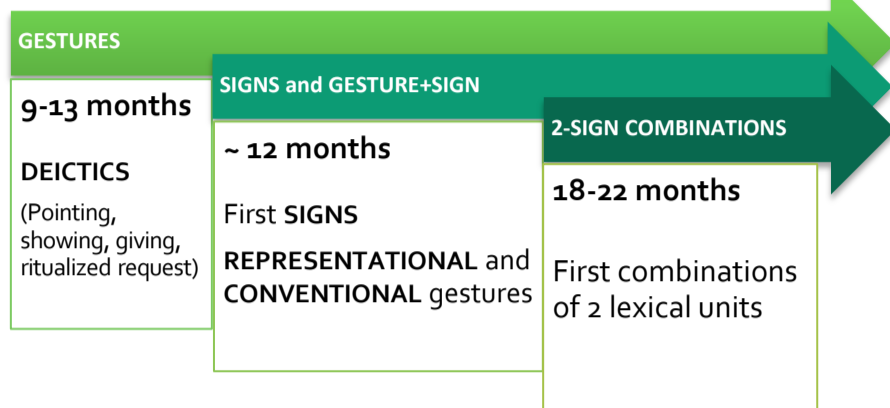 GESTURES
9-13 months
DEICTICS
(Pointing,
showing, giving,
ritualized request)
SIGNS and GESTURE+SIGN
~ 12 months
First SIGNS
REPRESENTATIONAL and
CONVENTIONAL gestures
2-SIGN COMBINATIONS
18-22 months
First combinations
of 2 lexical units